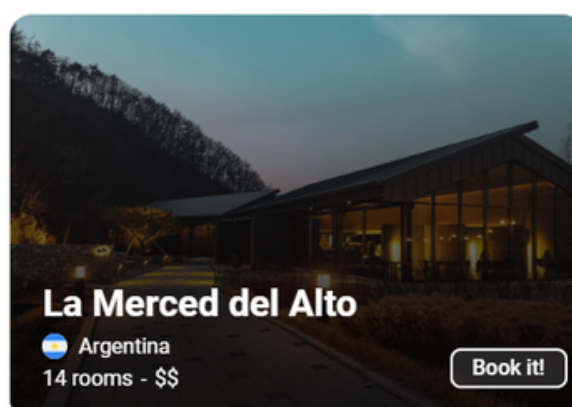 La Merced del Alto
Argentina
14 rooms - $$
Book it!